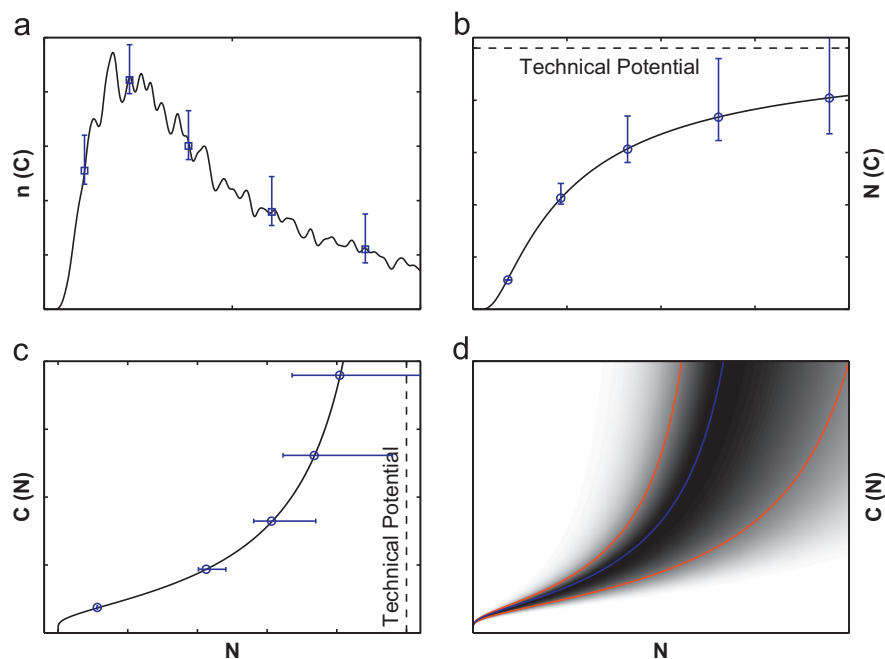 a
b
n (C)
Technical Potential
N (C)
c
d
C (N)
Technical Potential
C (N)
N
N